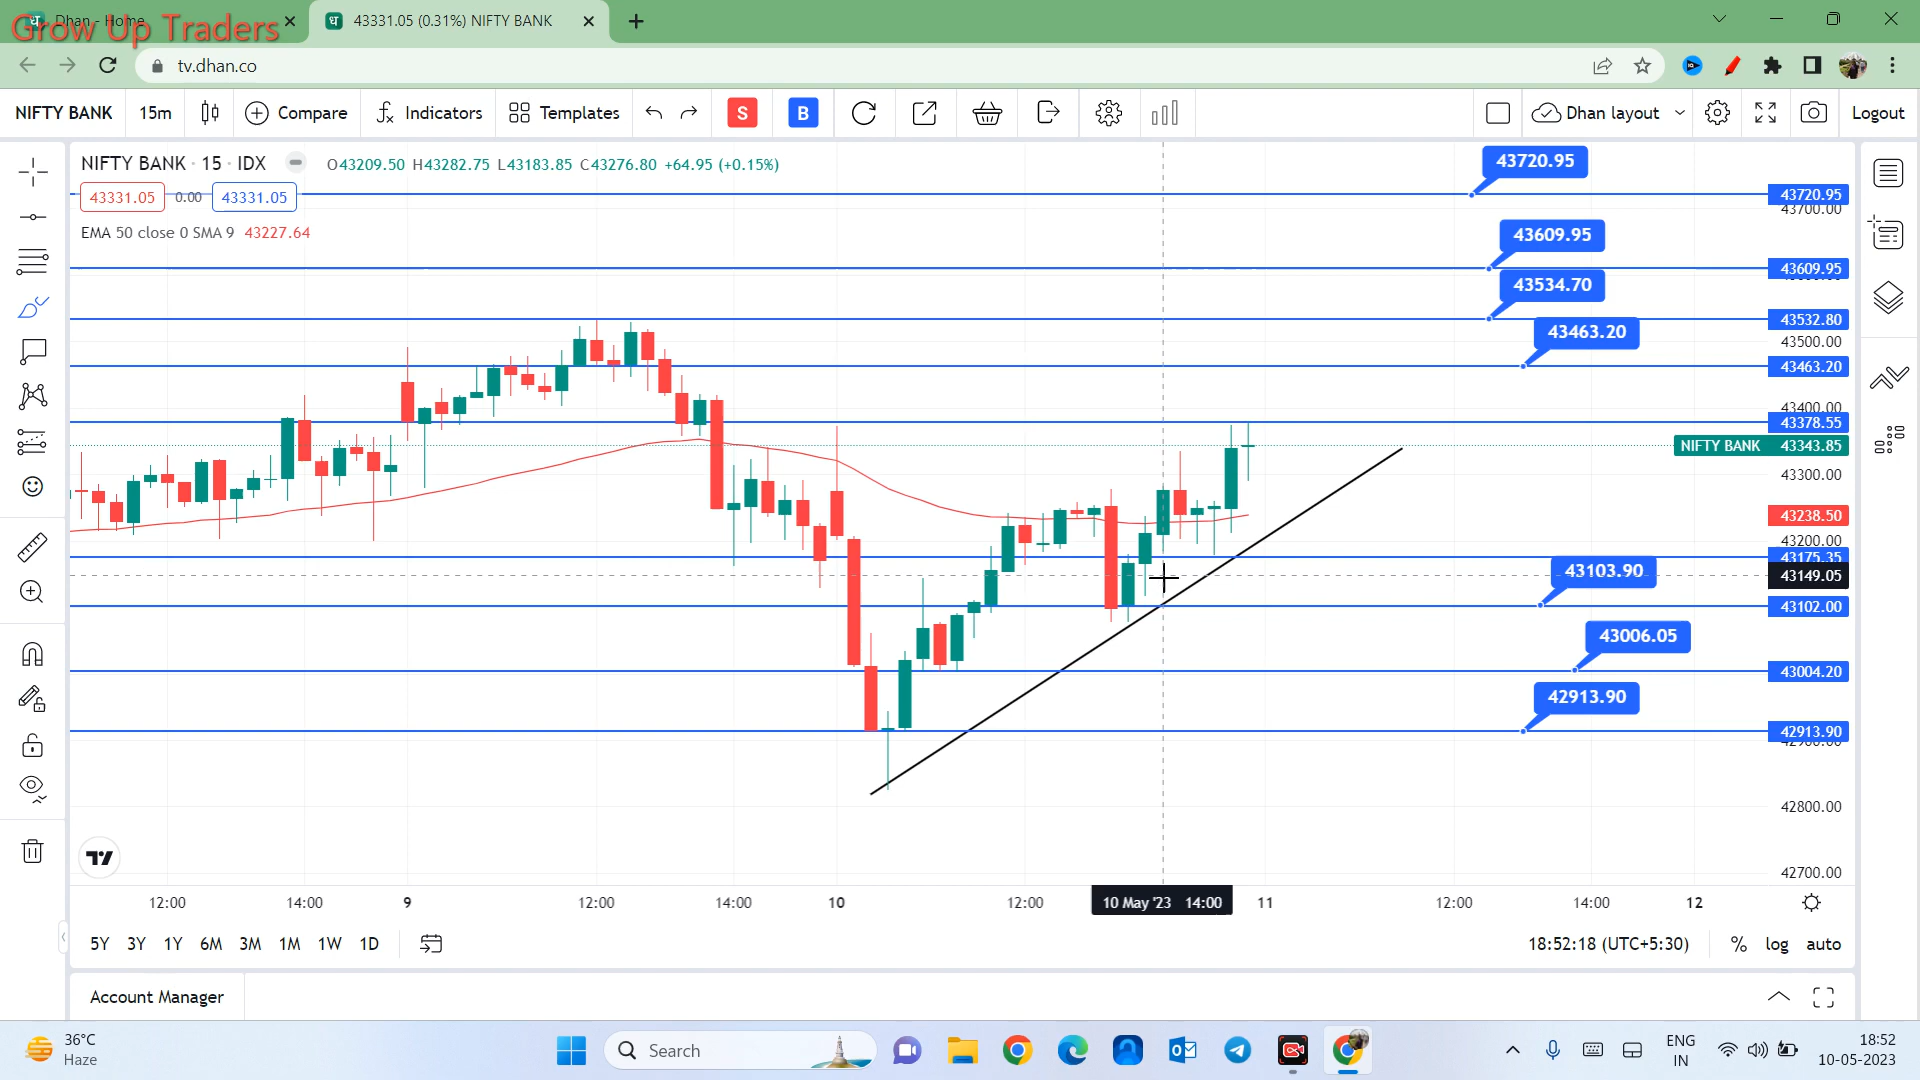 Grow Up Traders
Dhan - Home
43331.05 (0.31%) NIFTY BANK
tv.dhan.co
NIFTY BANK 15m Compare Indicators Templates S B Dhan layout Logout
NIFTY BANK · 15 · IDX O43209.50 H43282.75 L43183.85 C43276.80 +64.95 (+0.15%)
43331.05 0.00 43331.05
EMA 50 close 0 SMA 9 43227.64
43720.95
43609.95
43534.70
43463.20
43103.90
43006.05
42913.90
43720.95
43700.00
43609.95
43532.80
43500.00
43463.20
43400.00
43378.55
NIFTY BANK 43343.85
43300.00
43238.50
43200.00
43175.35
43149.05
43102.00
43004.20
42913.90
42900.00
42800.00
42700.00
12:00 14:00 9 12:00 14:00 10 12:00 10 May '23 14:00 11 12:00 14:00 12
5Y 3Y 1Y 6M 3M 1M 1W 1D 18:52:18 (UTC+5:30) % log auto
Account Manager
36°C
Haze
Search
ENG
IN
18:52
10-05-2023